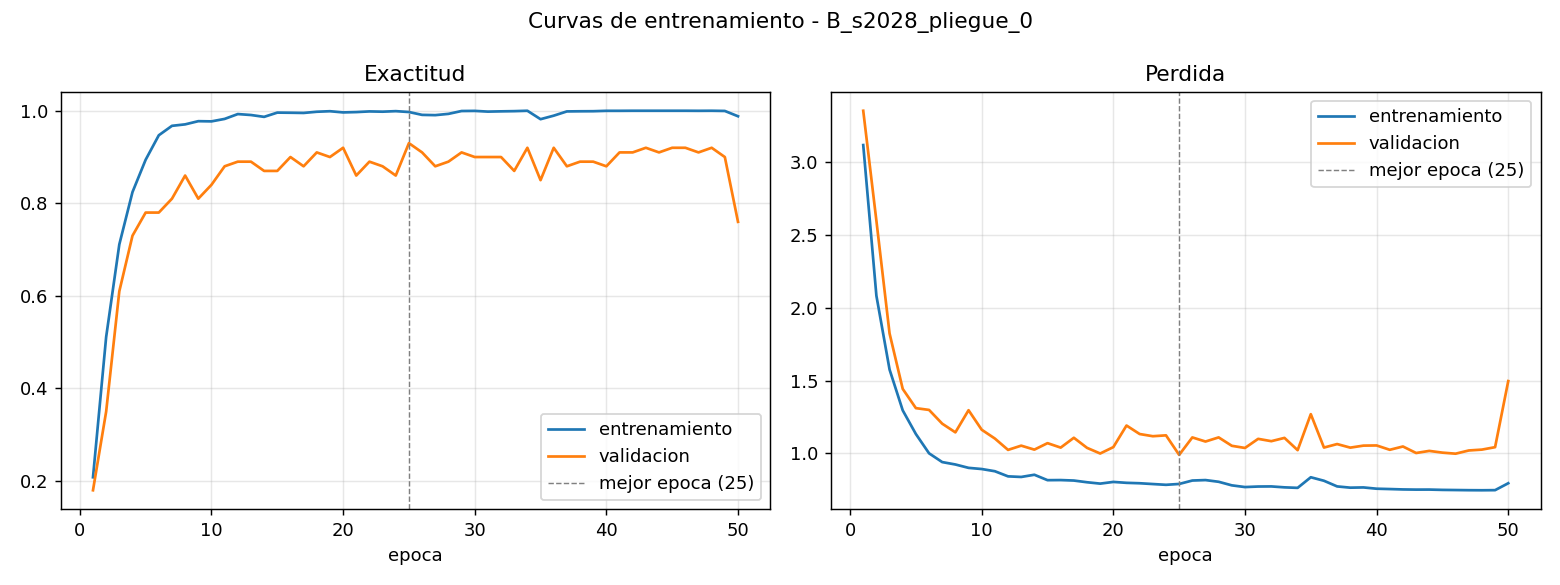 Curvas de entrenamiento - B_s2028_pliegue_0
Exactitud
1.0
0.8
0.6
0.4
0.2
0
10
20
30
40
50
epoca
entrenamiento
validacion
mejor epoca (25)
Perdida
3.0
2.5
2.0
1.5
1.0
0
10
20
30
40
50
epoca
entrenamiento
validacion
mejor epoca (25)